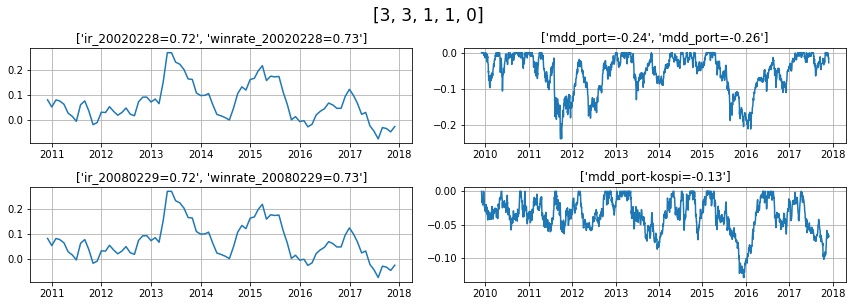 [3, 3, 1, 1, 0]
['ir_20020228=0.72', 'winrate_20020228=0.73']
0.2
0.1
0.0
2011 2012 2013 2014 2015 2016 2017 2018
['mdd_port=-0.24', 'mdd_port=-0.26']
0.0
−0.1
−0.2
2010 2011 2012 2013 2014 2015 2016 2017 2018
['ir_20080229=0.72', 'winrate_20080229=0.73']
0.2
0.1
0.0
2011 2012 2013 2014 2015 2016 2017 2018
['mdd_port-kospi=-0.13']
0.00
−0.05
−0.10
2010 2011 2012 2013 2014 2015 2016 2017 2018